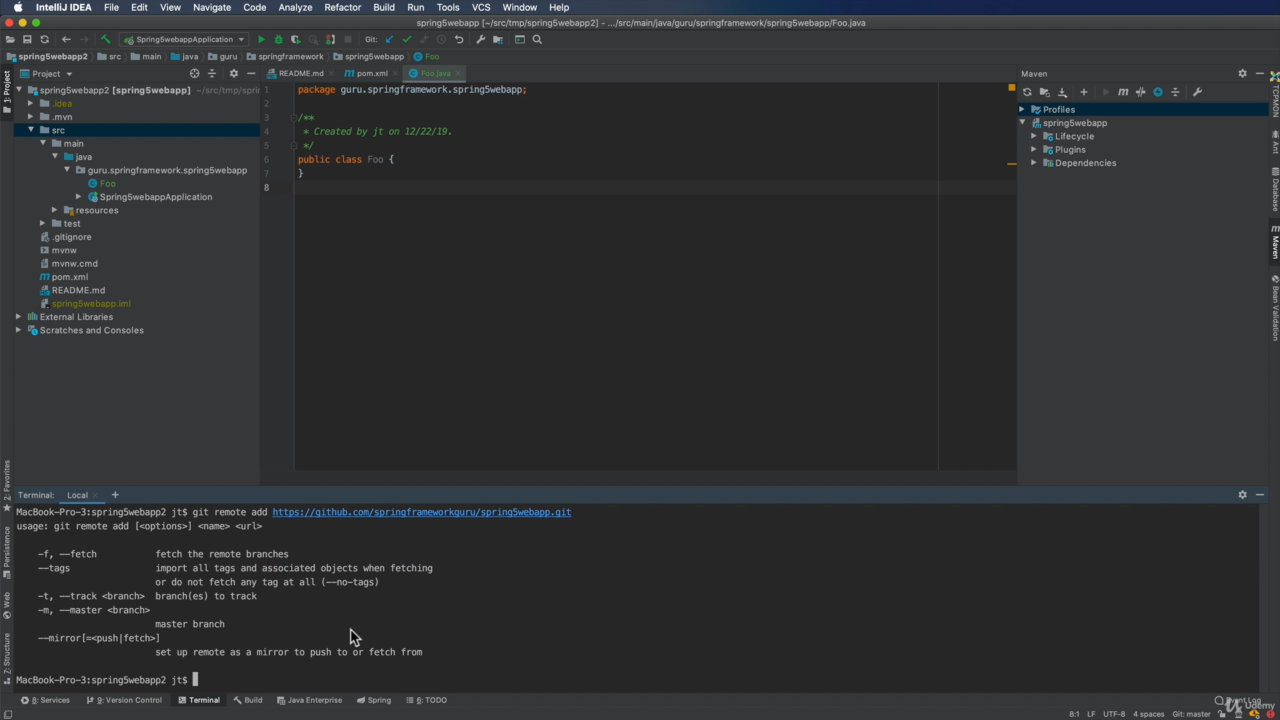 IntelliJ IDEA File Edit View Navigate Code Analyze Refactor Build Run Tools VCS Window Help
spring5webapp [~/src/tmp/spring5webapp2] - .../src/main/java/guru/springframework/spring5webapp/Foo.java
Spring5webappApplication Git:
spring5webapp2 src main java guru springframework spring5webapp Foo
1: Project
Project
README.md pom.xml Foo.java
Maven
spring5webapp2 [spring5webapp] ~/src/tmp/spring
.idea
.mvn
src
main
java
guru.springframework.spring5webapp
Foo
Spring5webappApplication
resources
test
.gitignore
mvnw
mvnw.cmd
pom.xml
README.md
spring5webapp.iml
External Libraries
Scratches and Consoles
1 package guru.springframework.spring5webapp;
2
3 /**
4 * Created by jt on 12/22/19.
5 */
6 public class Foo {
7 }
8
Profiles
spring5webapp
Lifecycle
Plugins
Dependencies
TCPMON
Ant
Database
Maven
Bean Validation
2: Favorites
Persistence
Web
7: Structure
Terminal: Local
MacBook-Pro-3:spring5webapp2 jt$ git remote add https://github.com/springframeworkguru/spring5webapp.git
usage: git remote add [<options>] <name> <url>
-f, --fetch fetch the remote branches
--tags import all tags and associated objects when fetching
or do not fetch any tag at all (--no-tags)
-t, --track <branch> branch(es) to track
-m, --master <branch>
master branch
--mirror[=<push|fetch>]
set up remote as a mirror to push to or fetch from
MacBook-Pro-3:spring5webapp2 jt$
8: Services 9: Version Control Terminal Build Java Enterprise Spring 6: TODO Event Log
8:1 LF UTF-8 4 spaces Git: master